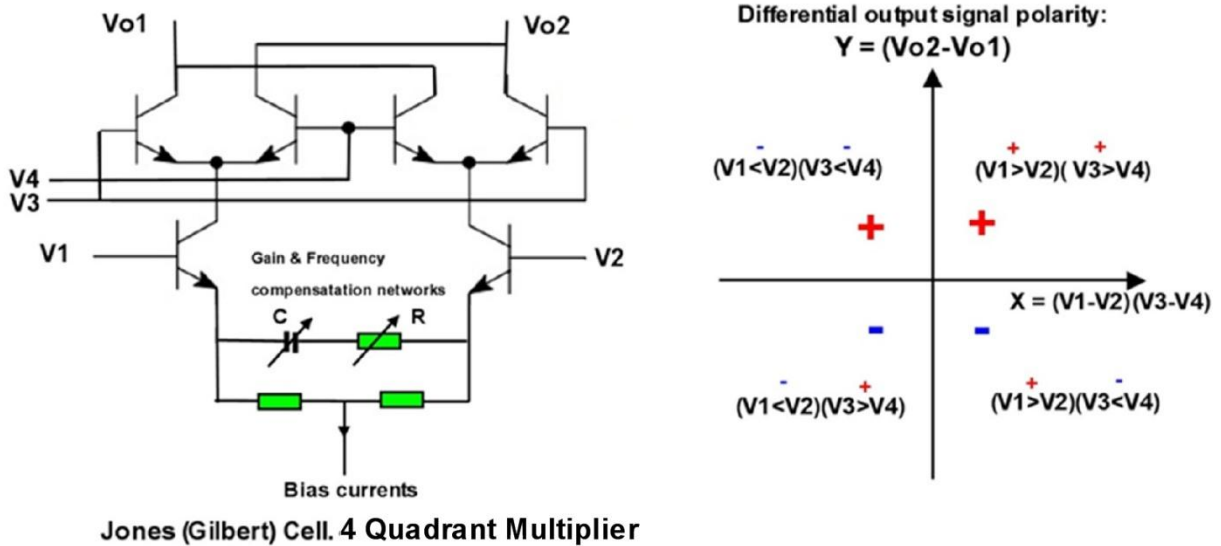 Vo1
Vo2
V4
V3
V1
V2
Gain & Frequency
compensatation networks
C
R
Bias currents
Jones (Gilbert) Cell. 4 Quadrant Multiplier
Differential output signal polarity:
Y = (Vo2-Vo1)
- -
(V1<V2)(V3<V4)
+ +
(V1>V2)( V3>V4)
+ +
X = (V1-V2)(V3-V4)
- -
- +
(V1<V2)(V3>V4)
+ -
(V1>V2)(V3<V4)